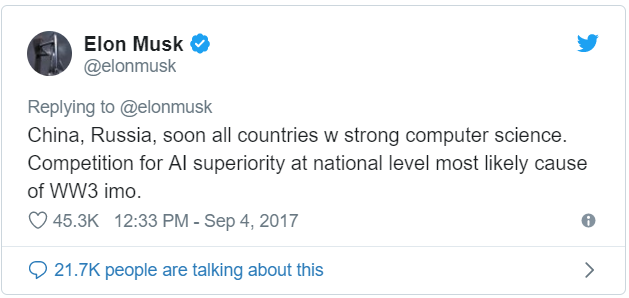 Elon Musk
@elonmusk
Replying to @elonmusk
China, Russia, soon all countries w strong computer science.
Competition for AI superiority at national level most likely cause
of WW3 imo.
45.3K 12:33 PM - Sep 4, 2017
21.7K people are talking about this